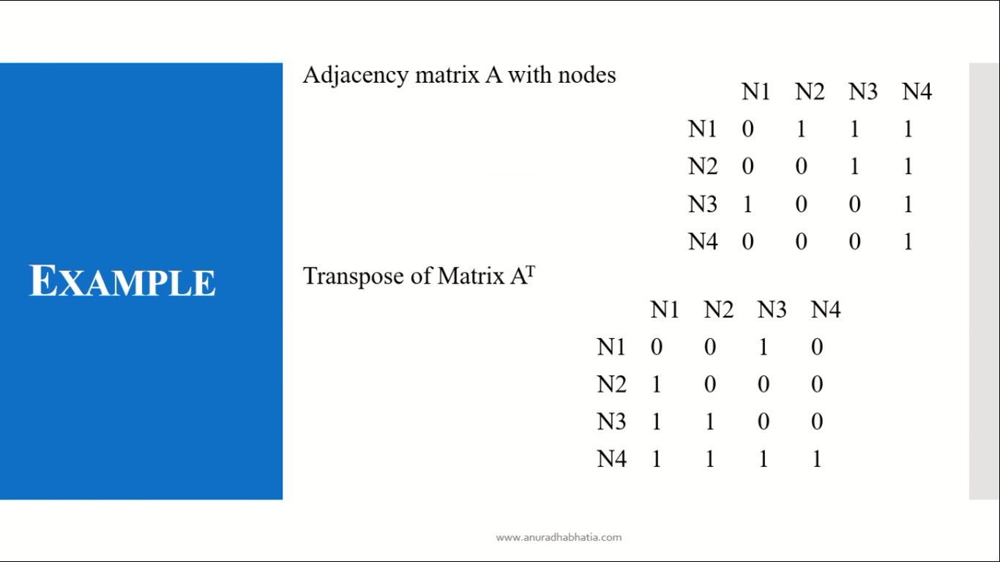 EXAMPLE
Adjacency matrix A with nodes
N1 N2 N3 N4
N1 0 1 1 1
N2 0 0 1 1
N3 1 0 0 1
N4 0 0 0 1
Transpose of Matrix Aᵀ
N1 N2 N3 N4
N1 0 0 1 0
N2 1 0 0 0
N3 1 1 0 0
N4 1 1 1 1
www.anuradhabhatia.com